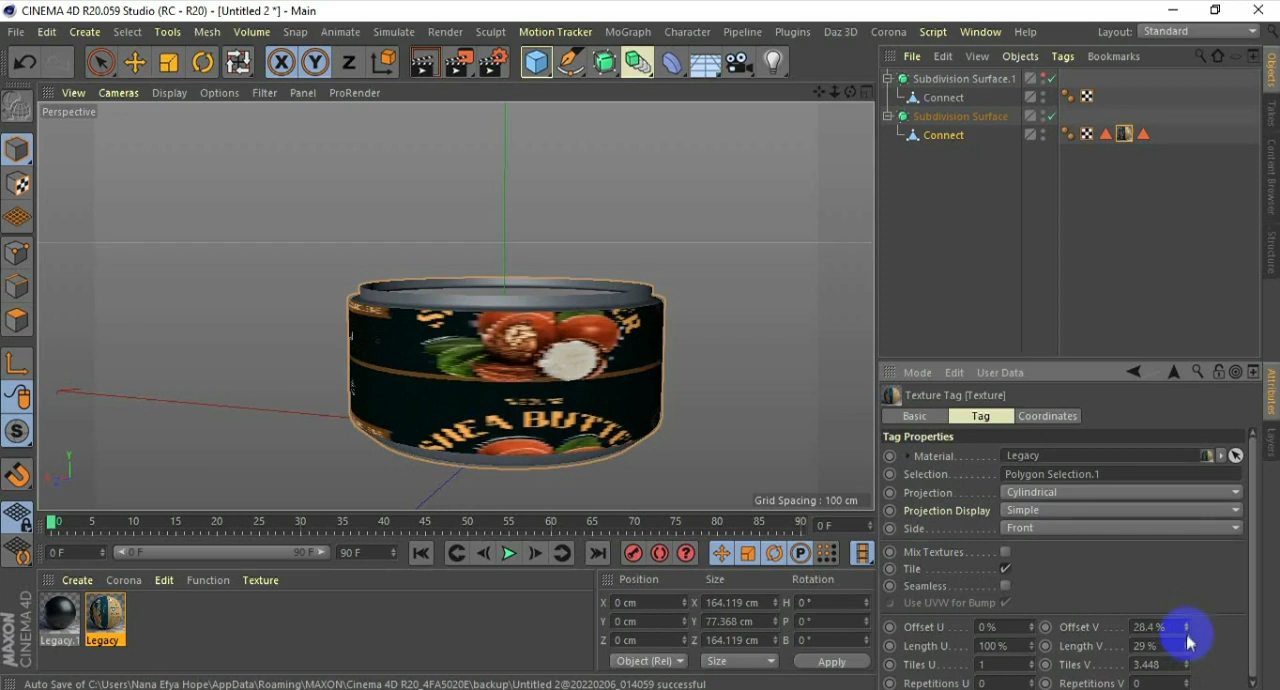 CINEMA 4D R20.059 Studio (RC - R20) - [Untitled 2 *] - Main
File Edit Create Select Tools Mesh Volume Snap Animate Simulate Render Sculpt Motion Tracker MoGraph Character Pipeline Plugins Daz 3D Corona Script Window Help Layout: Standard
X Y Z
File Edit View Objects Tags Bookmarks
View Cameras Display Options Filter Panel ProRender
Perspective
Subdivision Surface.1
Connect
Subdivision Surface
Connect
Objects
Takes
Content Browser
Structure
SHEA BUTTER
Y
Grid Spacing : 100 cm
Mode Edit User Data
Texture Tag [Texture]
Basic Tag Coordinates
Tag Properties
Material Legacy
Selection Polygon Selection.1
Projection Cylindrical
Projection Display Simple
Side Front
Mix Textures
Tile
Seamless
Use UVW for Bump
Offset U 0 % Offset V 28.4 %
Length U 100 % Length V 29 %
Tiles U 1 Tiles V 3.448
Repetitions U 0 Repetitions V 0
Attributes
Layers
0 5 10 15 20 25 30 35 40 45 50 55 60 65 70 75 80 85 90 0 F
0 F 0 F 90 F 90 F
Create Corona Edit Function Texture
Legacy.1 Legacy
Position Size Rotation
X 0 cm X 164.119 cm H 0 °
Y 0 cm Y 77.368 cm P 0 °
Z 0 cm Z 164.119 cm B 0 °
Object (Rel) Size Apply
MAXON CINEMA 4D
Auto Save of C:\Users\Nana Efya Hope\AppData\Roaming\MAXON\Cinema 4D R20_4FA5020E\backup\Untitled 2@20220206_014059 successful